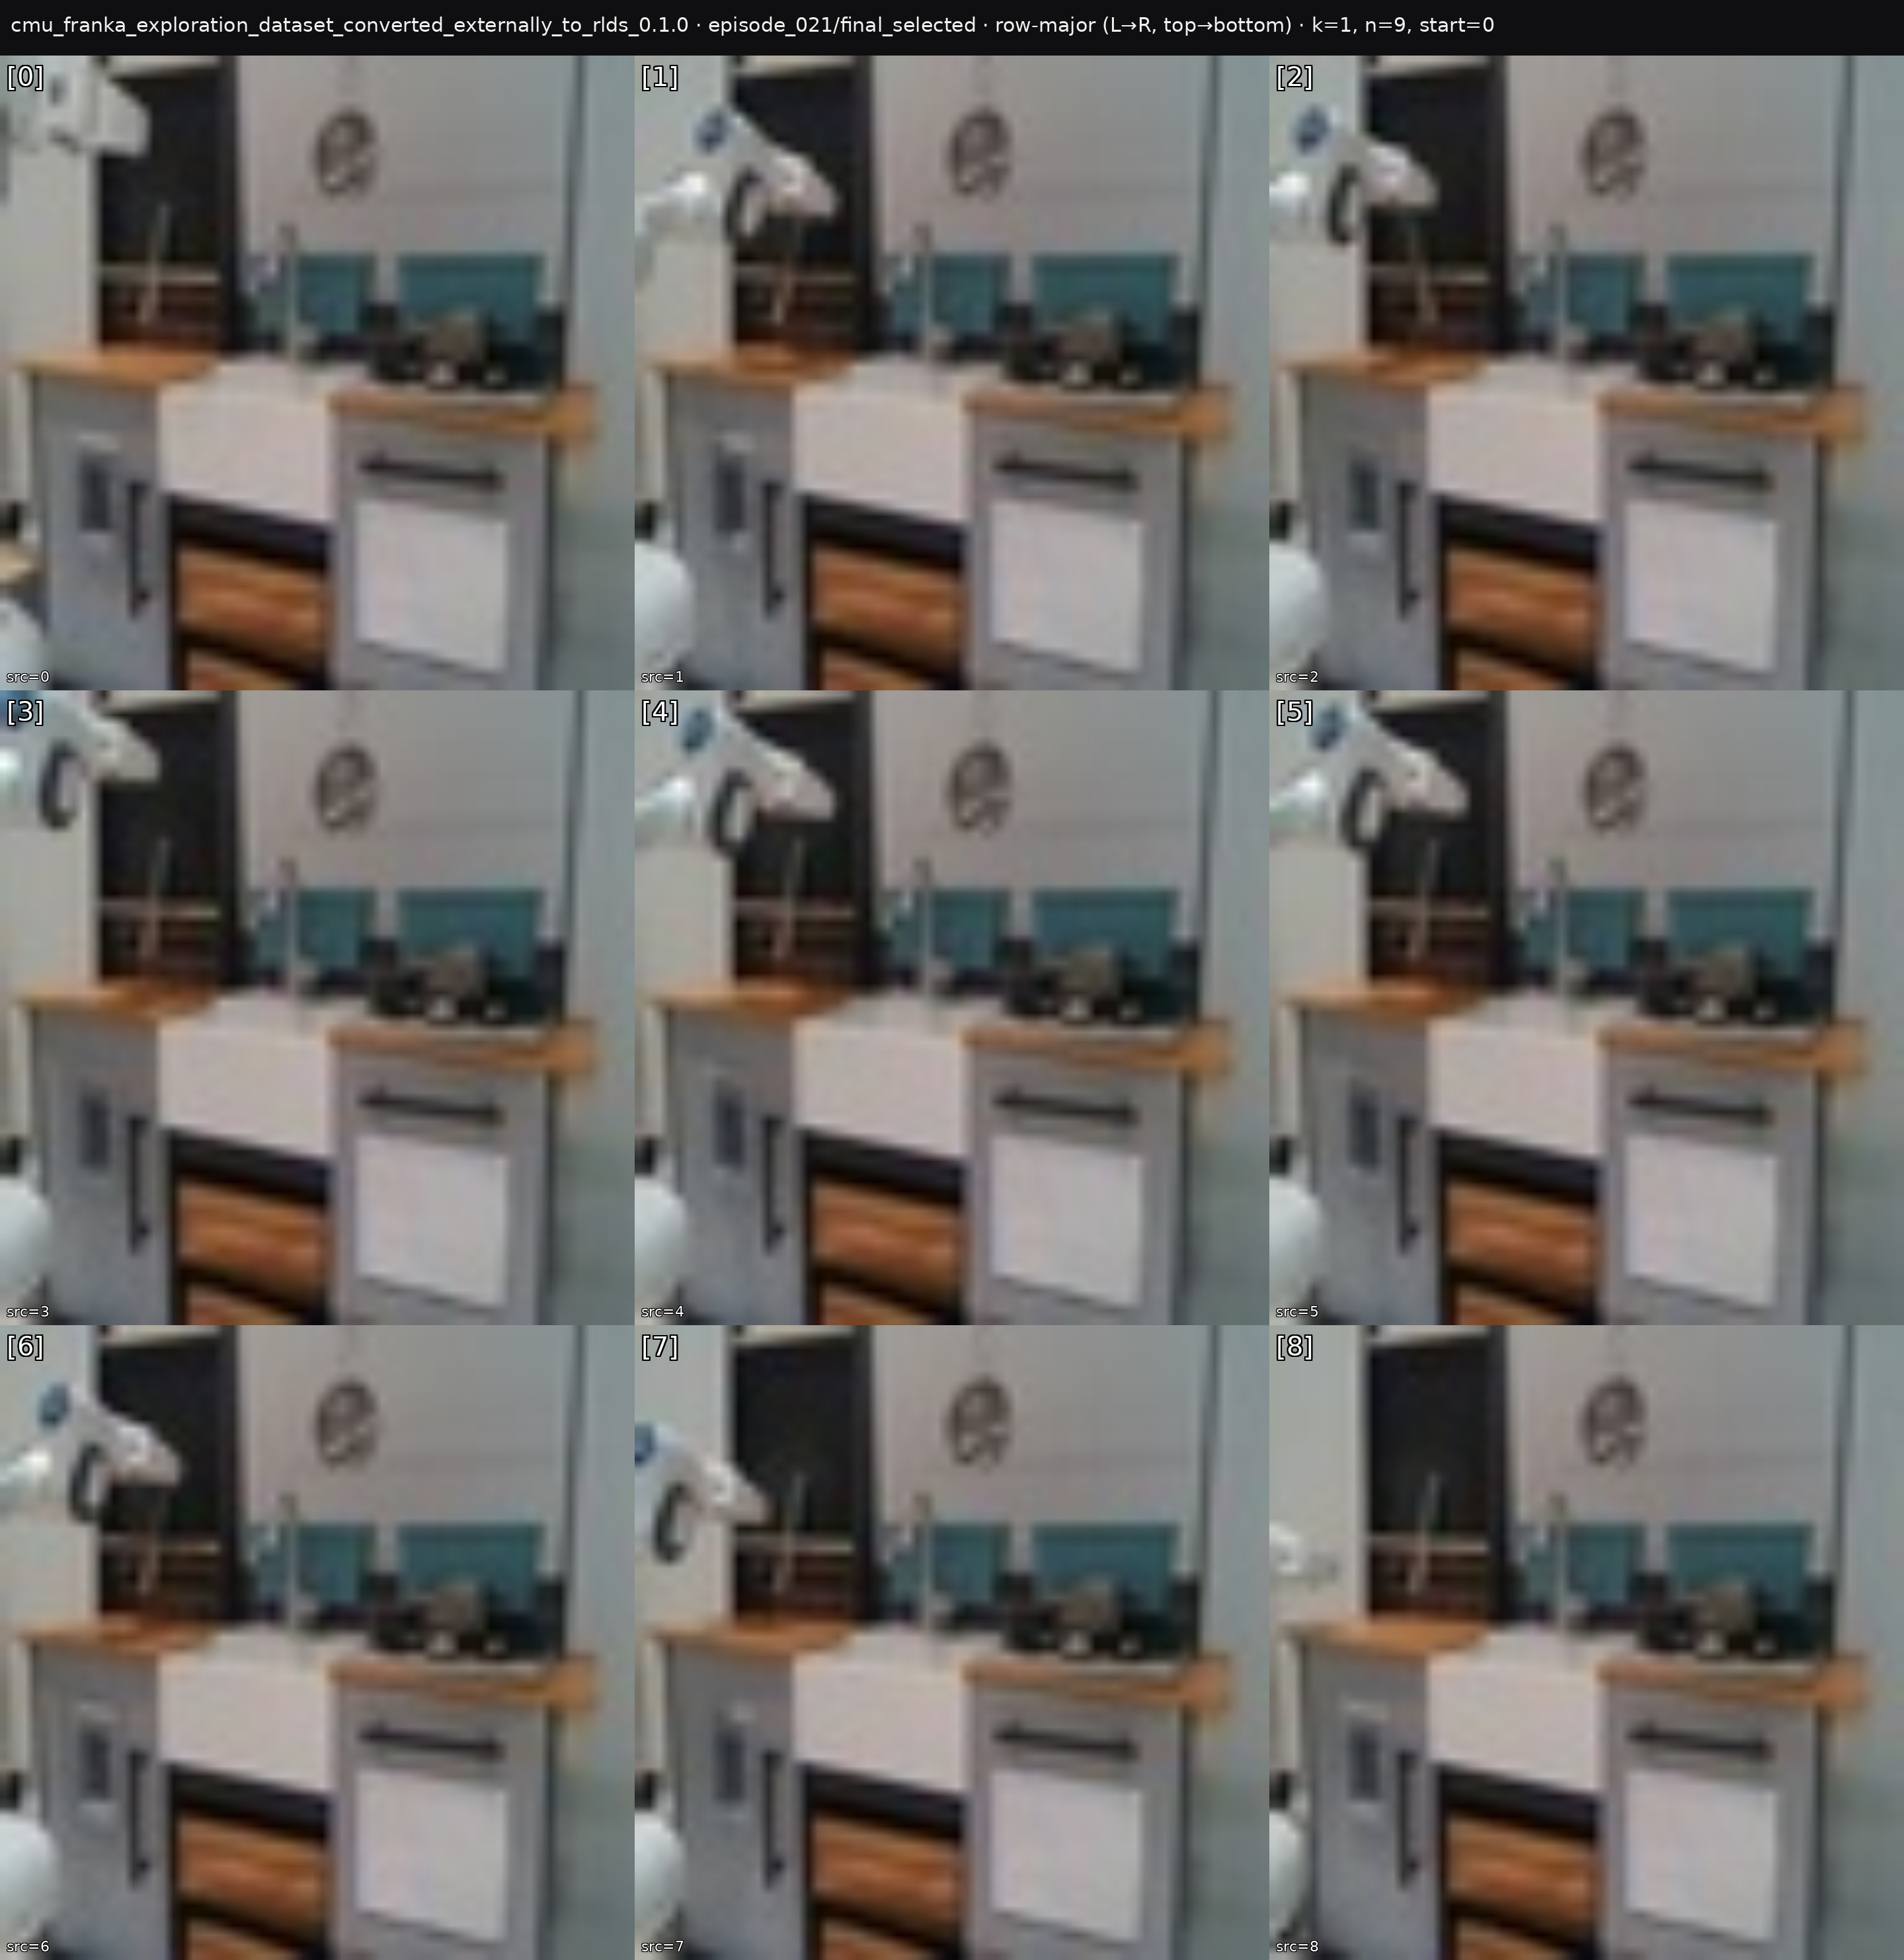 cmu_franka_exploration_dataset_converted_externally_to_rlds_0.1.0 · episode_021/final_selected · row-major (L→R, top→bottom) · k=1, n=9, start=0
[0]
[1]
[2]
src=0
src=1
src=2
[3]
[4]
[5]
src=3
src=4
src=5
[6]
[7]
[8]
src=6
src=7
src=8